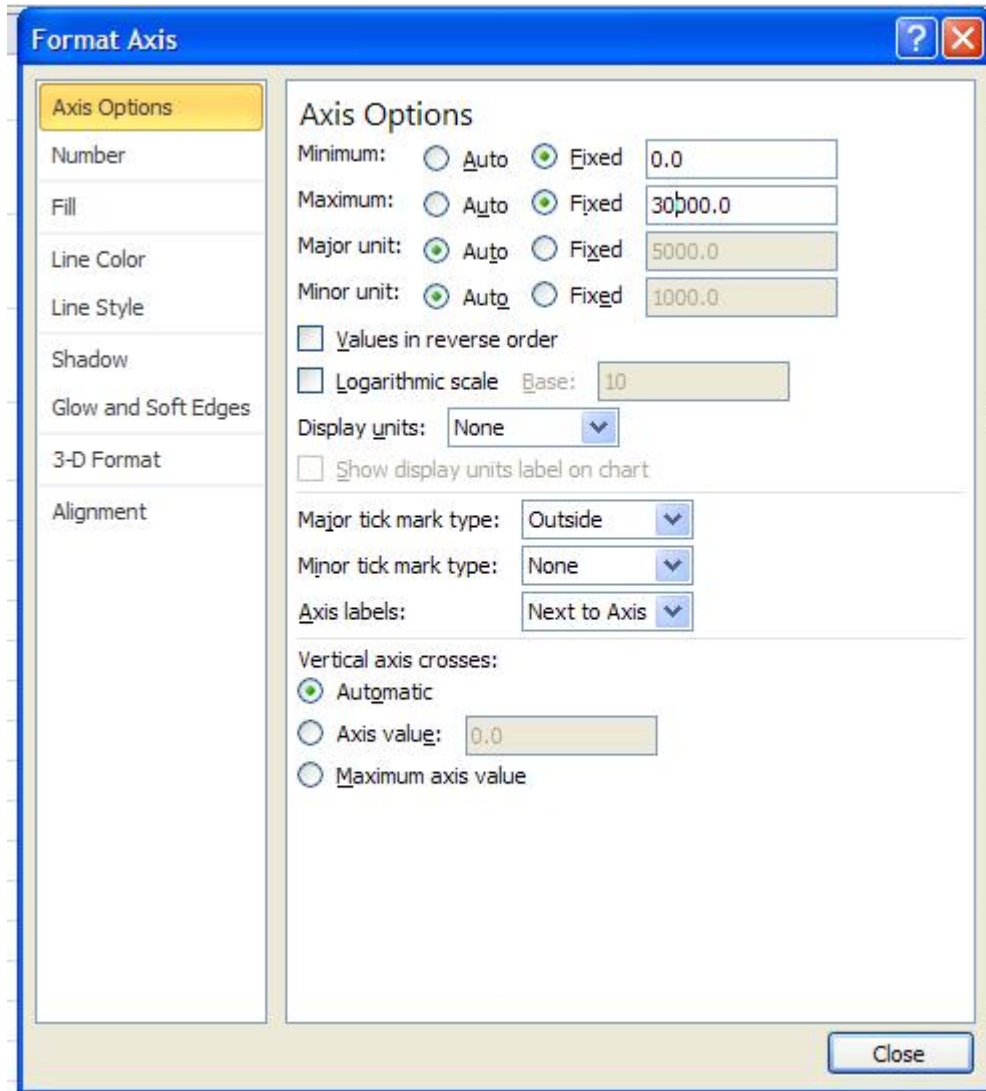 Format Axis
Axis Options
Number
Fill
Line Color
Line Style
Shadow
Glow and Soft Edges
3-D Format
Alignment
Axis Options
Minimum: Auto Fixed 0.0
Maximum: Auto Fixed 30000.0
Major unit: Auto Fixed 5000.0
Minor unit: Auto Fixed 1000.0
Values in reverse order
Logarithmic scale Base: 10
Display units: None
Show display units label on chart
Major tick mark type: Outside
Minor tick mark type: None
Axis labels: Next to Axis
Vertical axis crosses:
Automatic
Axis value: 0.0
Maximum axis value
Close